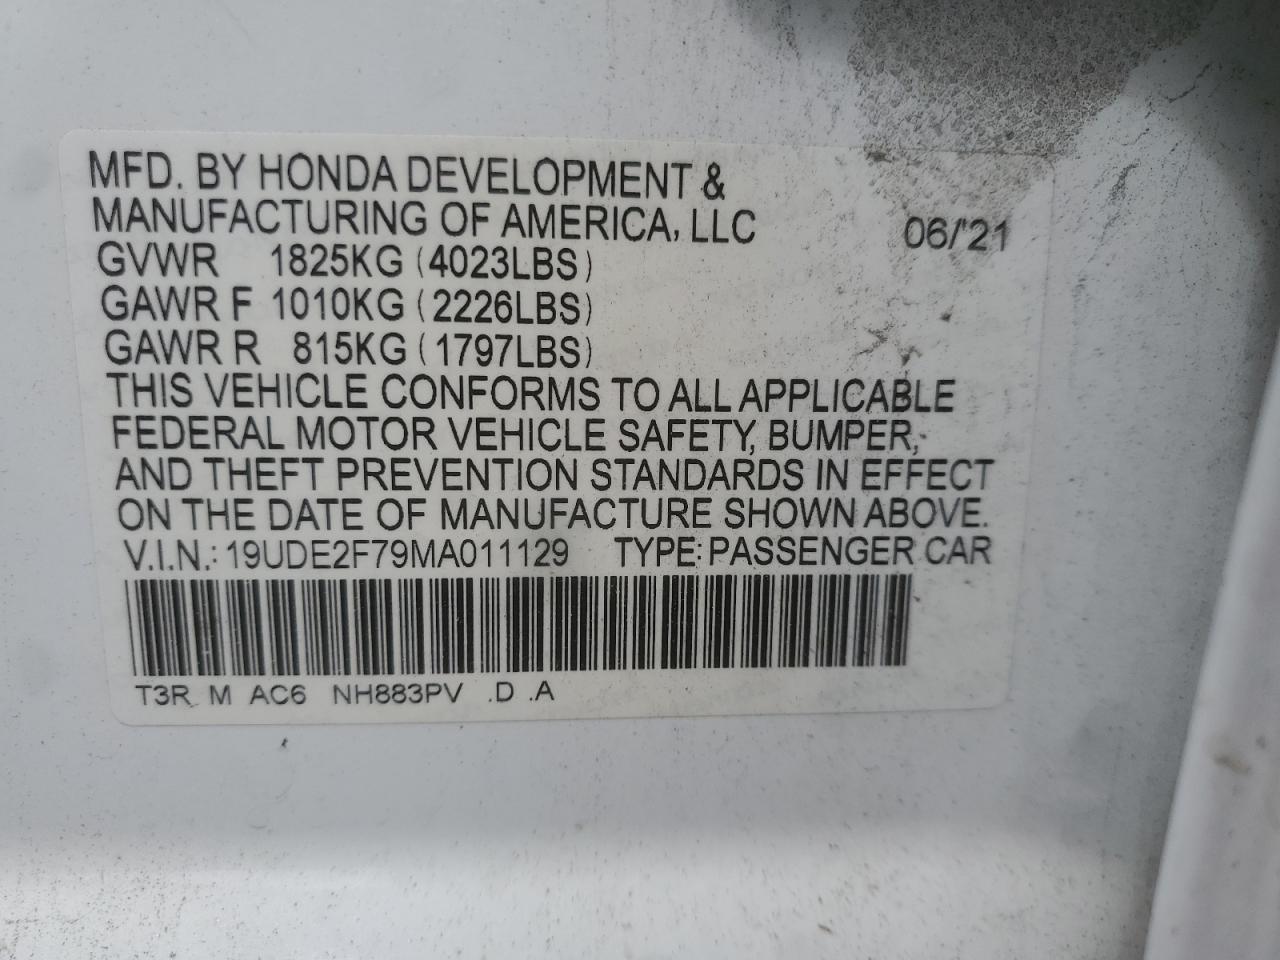 MFD. BY HONDA DEVELOPMENT &
MANUFACTURING OF AMERICA, LLC 06/'21
GVWR 1825KG (4023LBS)
GAWR F 1010KG (2226LBS)
GAWR R 815KG (1797LBS)
THIS VEHICLE CONFORMS TO ALL APPLICABLE
FEDERAL MOTOR VEHICLE SAFETY, BUMPER,
AND THEFT PREVENTION STANDARDS IN EFFECT
ON THE DATE OF MANUFACTURE SHOWN ABOVE.
V.I.N.: 19UDE2F79MA011129 TYPE: PASSENGER CAR
T3R M AC6 NH883PV .D .A